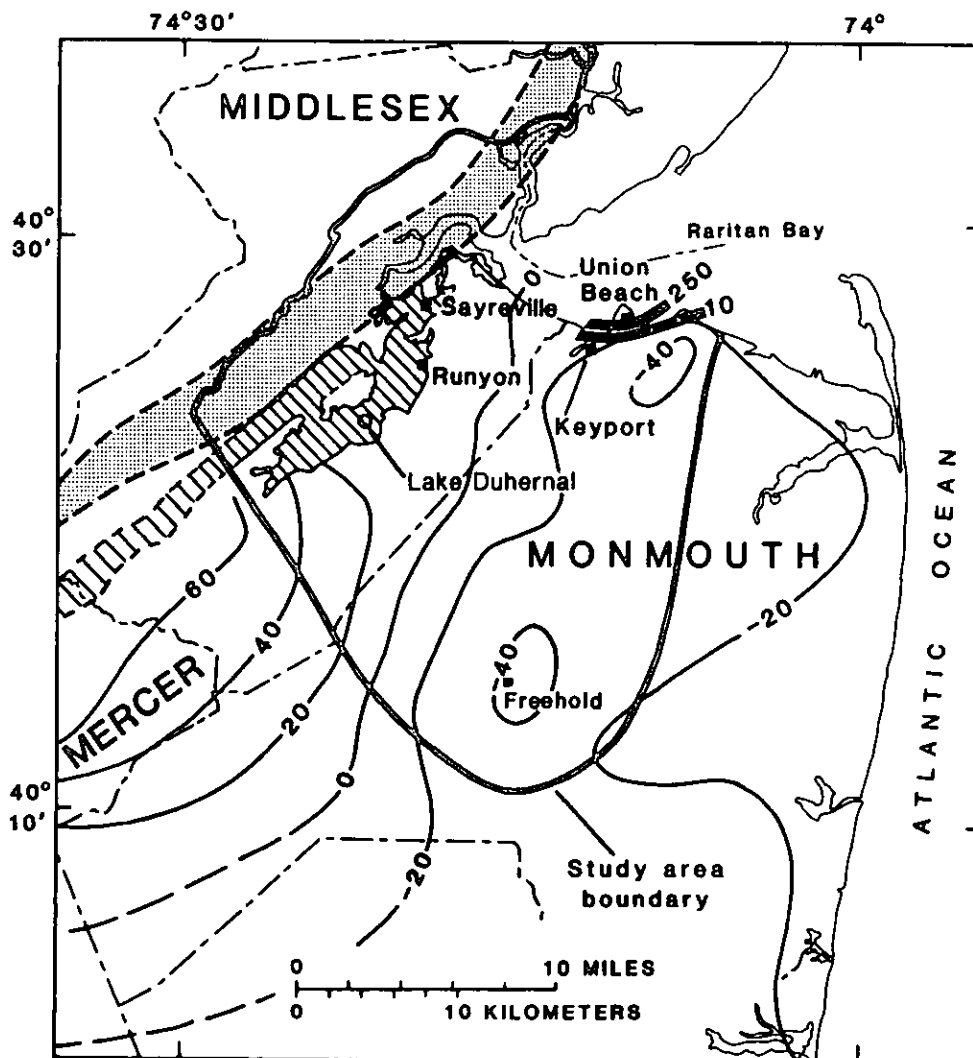 74°30'
74°
MIDDLESEX
40°
30'
Raritan Bay
0
Union
Beach
250
10
Sayreville
-40
Runyon
Keyport
Lake Duhernal
MONMOUTH
ATLANTIC OCEAN
60
-20
40
-40
Freehold
MERCER
20
0
40°
10'
-20
Study area
boundary
0 10 MILES
0 10 KILOMETERS